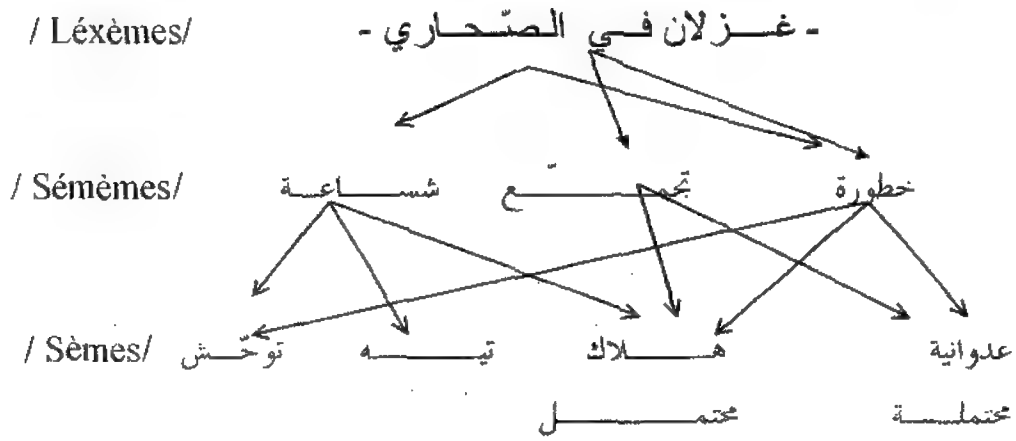 / Léxèmes/ - غزلان في الصّحاري -
/ Sémèmes/ خطورة تجمّع شساعة
/ Sèmes/ عدوانية هلاك تيه توحّش
محتملة محتمل